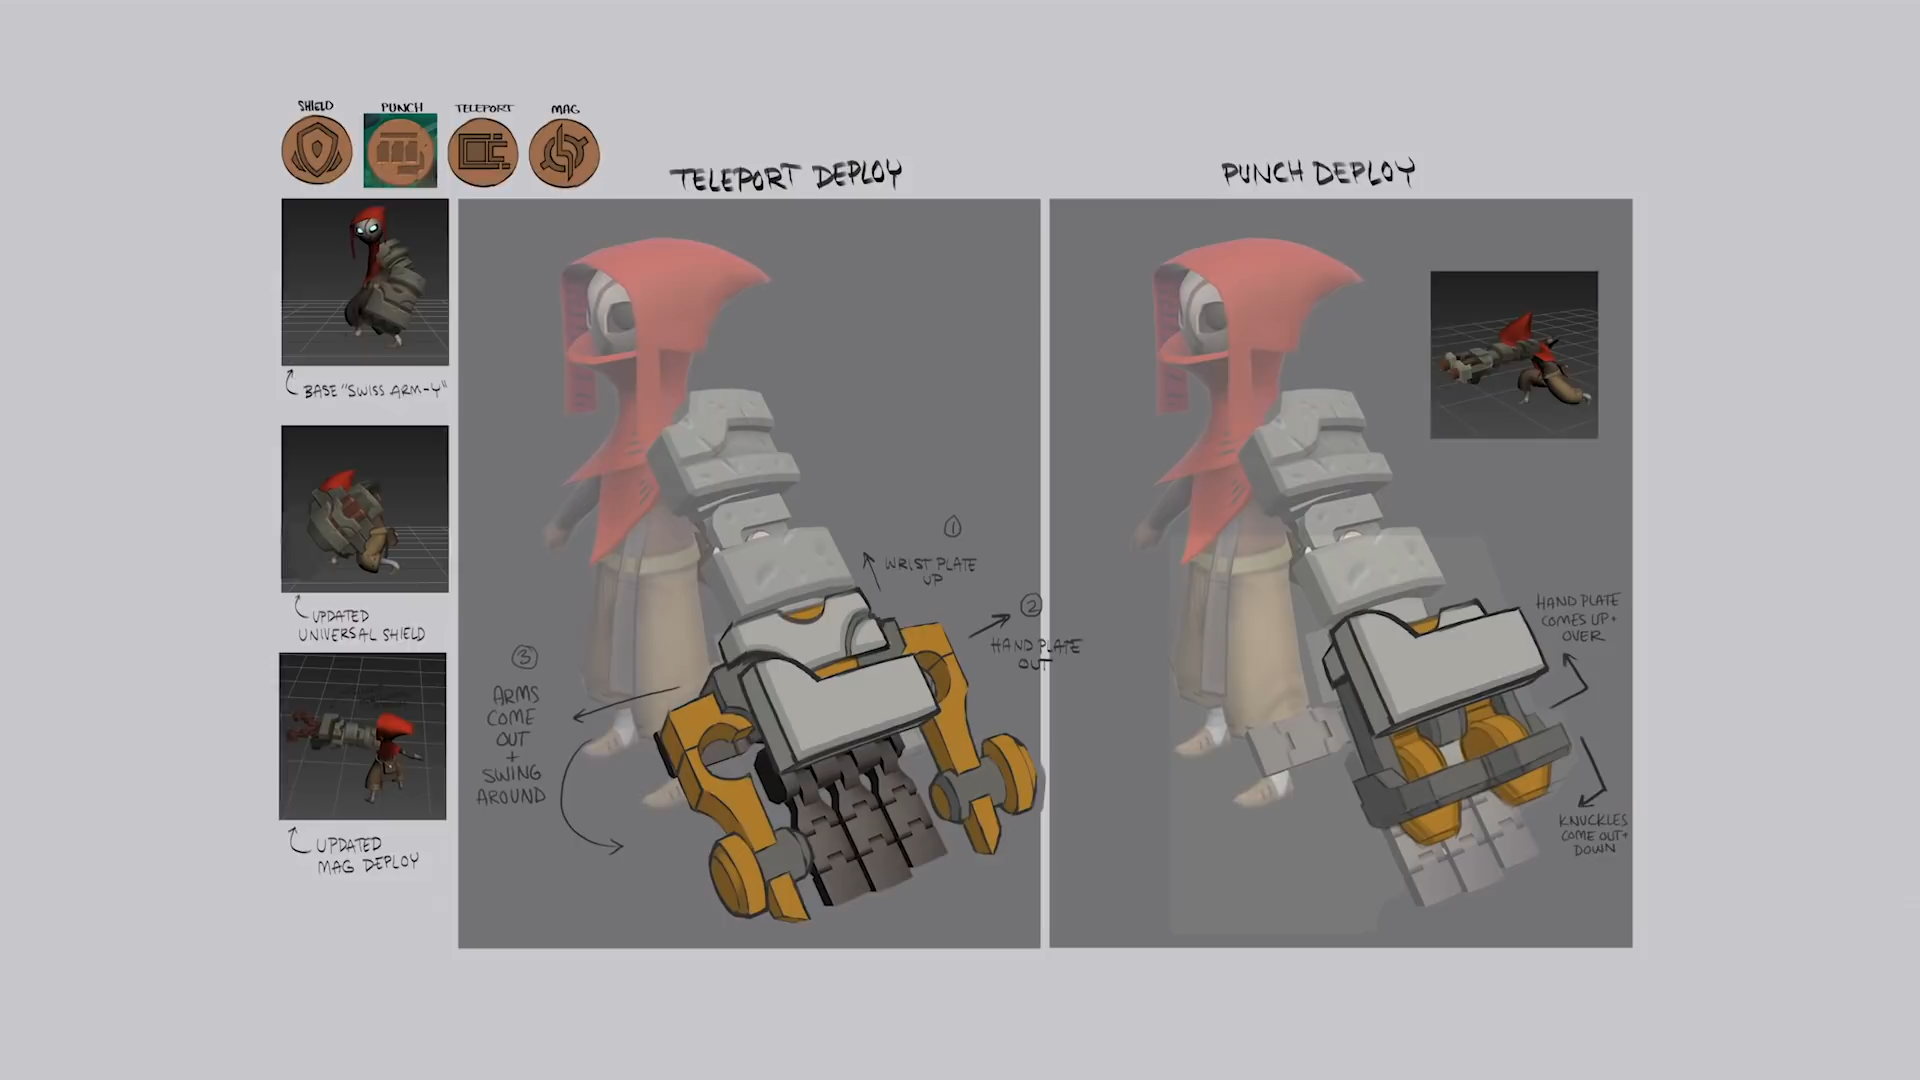 SHIELD
PUNCH
TELEPORT
MAG
TELEPORT DEPLOY
PUNCH DEPLOY
BASE "SWISS ARM-Y"
UPDATED
UNIVERSAL SHIELD
UPDATED
MAG DEPLOY
1
WRIST PLATE
UP
2
HAND PLATE
OUT
3
ARMS
COME
OUT
+
SWING
AROUND
HAND PLATE
COMES UP+
OVER
KNUCKLES
COME OUT+
DOWN